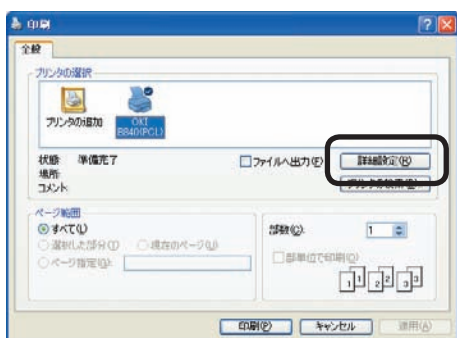 印刷
全般
プリンタの選択
プリンタの追加
OKI
B840(PCL)
状態 準備完了
場所
コメント
ファイルへ出力(F)
詳細設定(R)
ページ範囲
すべて(L)
選択した部分(T)
現在のページ(U)
ページ指定(G):
部数(C):
1
部単位で印刷(O)
1 1 2 2 3 3
印刷(P)
キャンセル
適用(A)